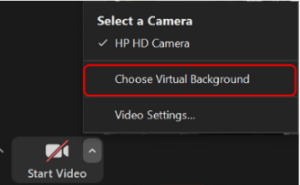 Select a Camera
✓ HP HD Camera
Choose Virtual Background
Video Settings...
Start Video